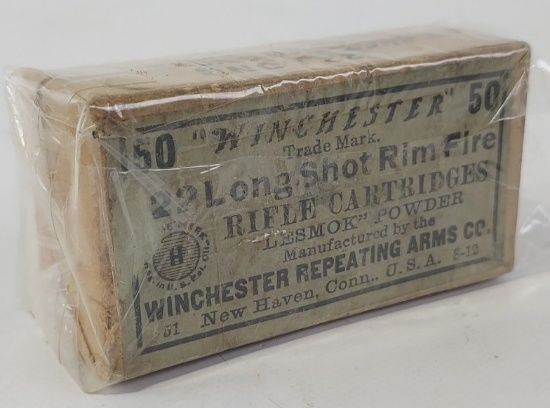 50 "WINCHESTER" 50
Trade Mark.
22 Long Shot Rim Fire
RIFLE CARTRIDGES
"LESMOK" POWDER
Manufactured by the
WINCHESTER REPEATING ARMS CO.
51 New Haven, Conn., U.S.A. 8-12
H